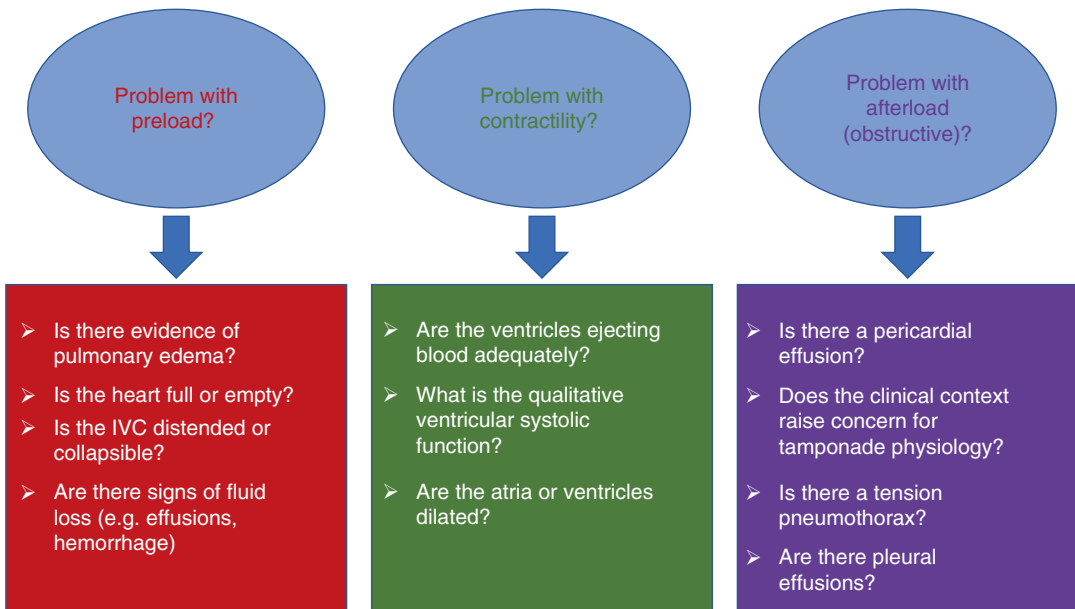 Problem with
preload?
Problem with
contractility?
Problem with
afterload
(obstructive)?
➢ Is there evidence of
pulmonary edema?
➢ Is the heart full or empty?
➢ Is the IVC distended or
collapsible?
➢ Are there signs of fluid
loss (e.g. effusions,
hemorrhage)
➢ Are the ventricles ejecting
blood adequately?
➢ What is the qualitative
ventricular systolic
function?
➢ Are the atria or ventricles
dilated?
➢ Is there a pericardial
effusion?
➢ Does the clinical context
raise concern for
tamponade physiology?
➢ Is there a tension
pneumothorax?
➢ Are there pleural
effusions?